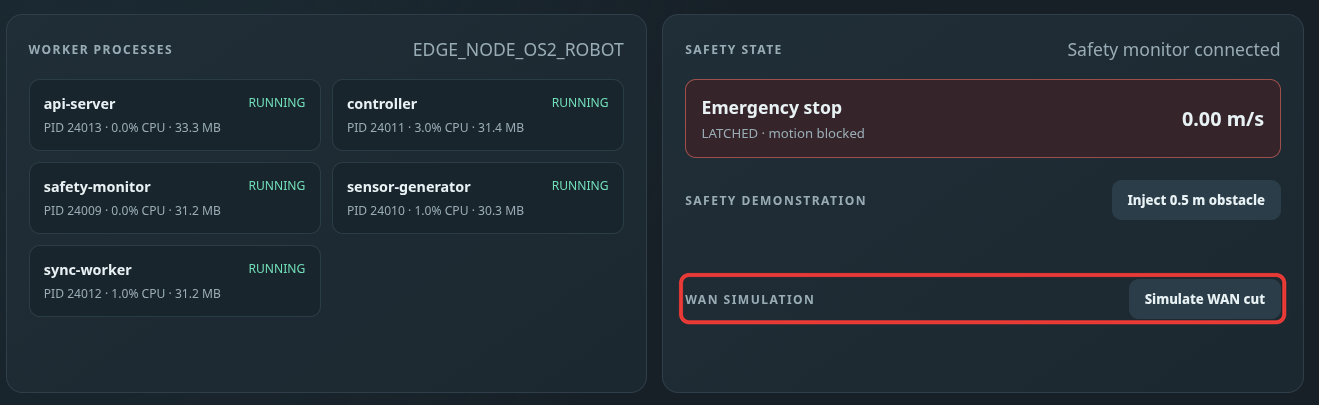 WORKER PROCESSES
EDGE_NODE_OS2_ROBOT
api-server
RUNNING
PID 24013 · 0.0% CPU · 33.3 MB
controller
RUNNING
PID 24011 · 3.0% CPU · 31.4 MB
safety-monitor
RUNNING
PID 24009 · 0.0% CPU · 31.2 MB
sensor-generator
RUNNING
PID 24010 · 1.0% CPU · 30.3 MB
sync-worker
RUNNING
PID 24012 · 1.0% CPU · 31.2 MB
SAFETY STATE
Safety monitor connected
Emergency stop
LATCHED · motion blocked
0.00 m/s
SAFETY DEMONSTRATION
Inject 0.5 m obstacle
WAN SIMULATION
Simulate WAN cut